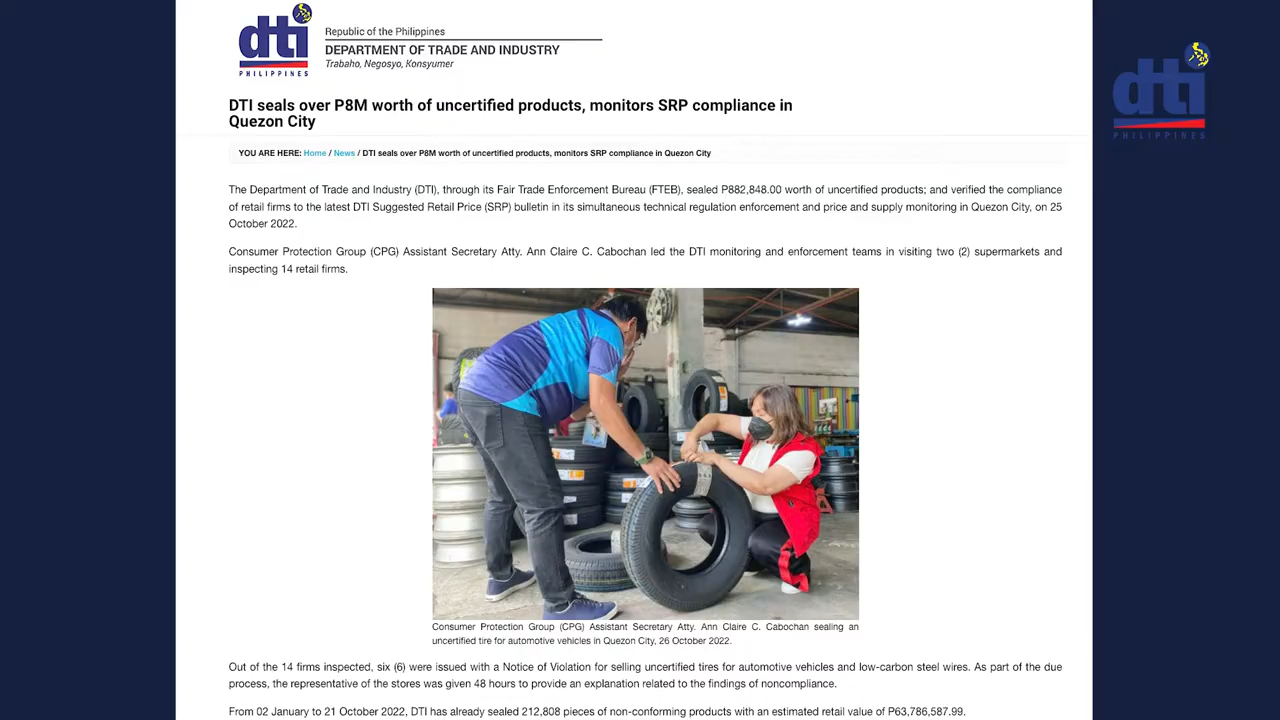 dti
PHILIPPINES
Republic of the Philippines
DEPARTMENT OF TRADE AND INDUSTRY
Trabaho, Negosyo, Konsyumer
dti
PHILIPPINES
DTI seals over P8M worth of uncertified products, monitors SRP compliance in
Quezon City
YOU ARE HERE: Home / News / DTI seals over P8M worth of uncertified products, monitors SRP compliance in Quezon City
The Department of Trade and Industry (DTI), through its Fair Trade Enforcement Bureau (FTEB), sealed P882,848.00 worth of uncertified products; and verified the compliance
of retail firms to the latest DTI Suggested Retail Price (SRP) bulletin in its simultaneous technical regulation enforcement and price and supply monitoring in Quezon City, on 25
October 2022.
Consumer Protection Group (CPG) Assistant Secretary Atty. Ann Claire C. Cabochan led the DTI monitoring and enforcement teams in visiting two (2) supermarkets and
inspecting 14 retail firms.
Consumer Protection Group (CPG) Assistant Secretary Atty. Ann Claire C. Cabochan sealing an
uncertified tire for automotive vehicles in Quezon City, 26 October 2022.
Out of the 14 firms inspected, six (6) were issued with a Notice of Violation for selling uncertified tires for automotive vehicles and low-carbon steel wires. As part of the due
process, the representative of the stores was given 48 hours to provide an explanation related to the findings of noncompliance.
From 02 January to 21 October 2022, DTI has already sealed 212,808 pieces of non-conforming products with an estimated retail value of P63,786,587.99.